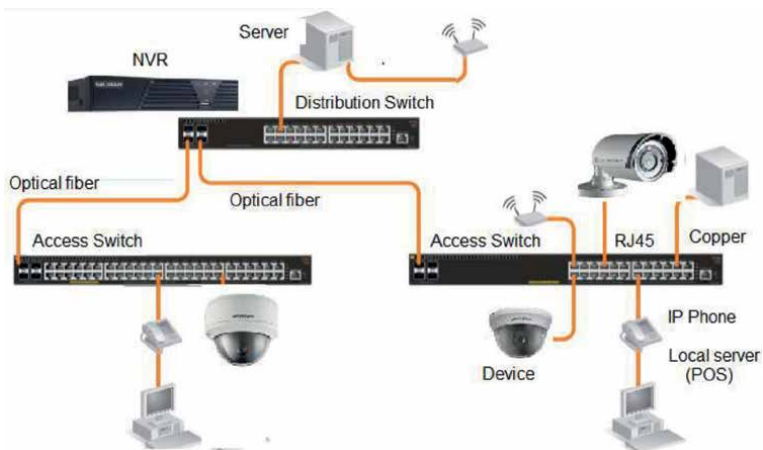 Server
NVR
Distribution Switch
Optical fiber
Optical fiber
Access Switch
Access Switch
RJ45
Copper
IP Phone
Device
Local server
(POS)